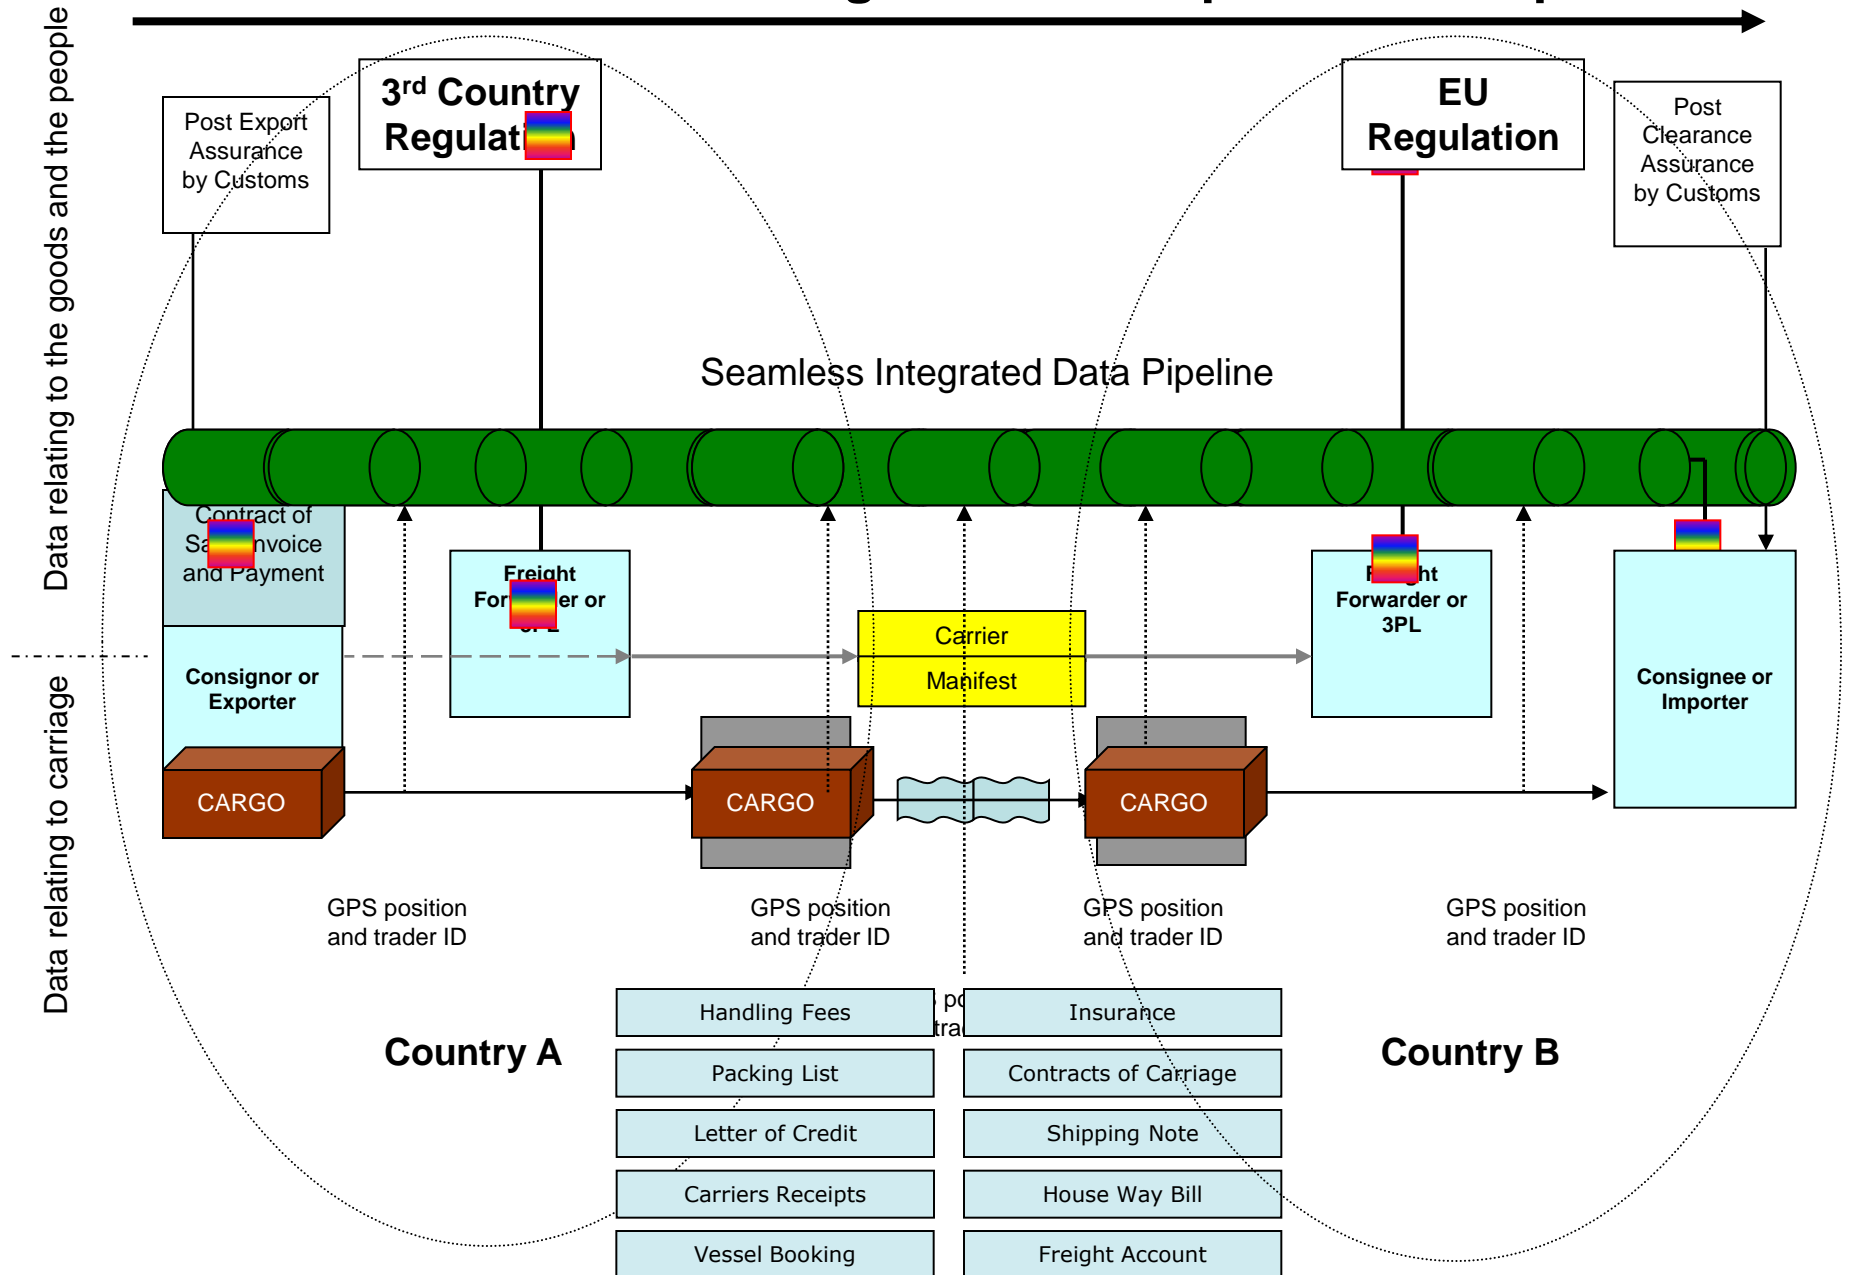 Data relating to the goods and the people
3rd Country
Post Export
Assurance
by Customs
EU
Regulation
Post
Clearance
Assurance
by Customs
Seamless Integrated Data Pipeline
Contract of
and Payment
Freight
Forwarder or
3PL
Carrier
Manifest
Consignor or
Exporter
Consignee or
Importer
Data relating to carriage
CARGO
CARGO
CARGO
GPS position
and trader ID
GPS position
and trader ID
GPS position
and trader ID
GPS position
and trader ID
Country A
Country B
Handling Fees
Insurance
Packing List
Contracts of Carriage
Letter of Credit
Shipping Note
Carriers Receipts
House Way Bill
Vessel Booking
Freight Account